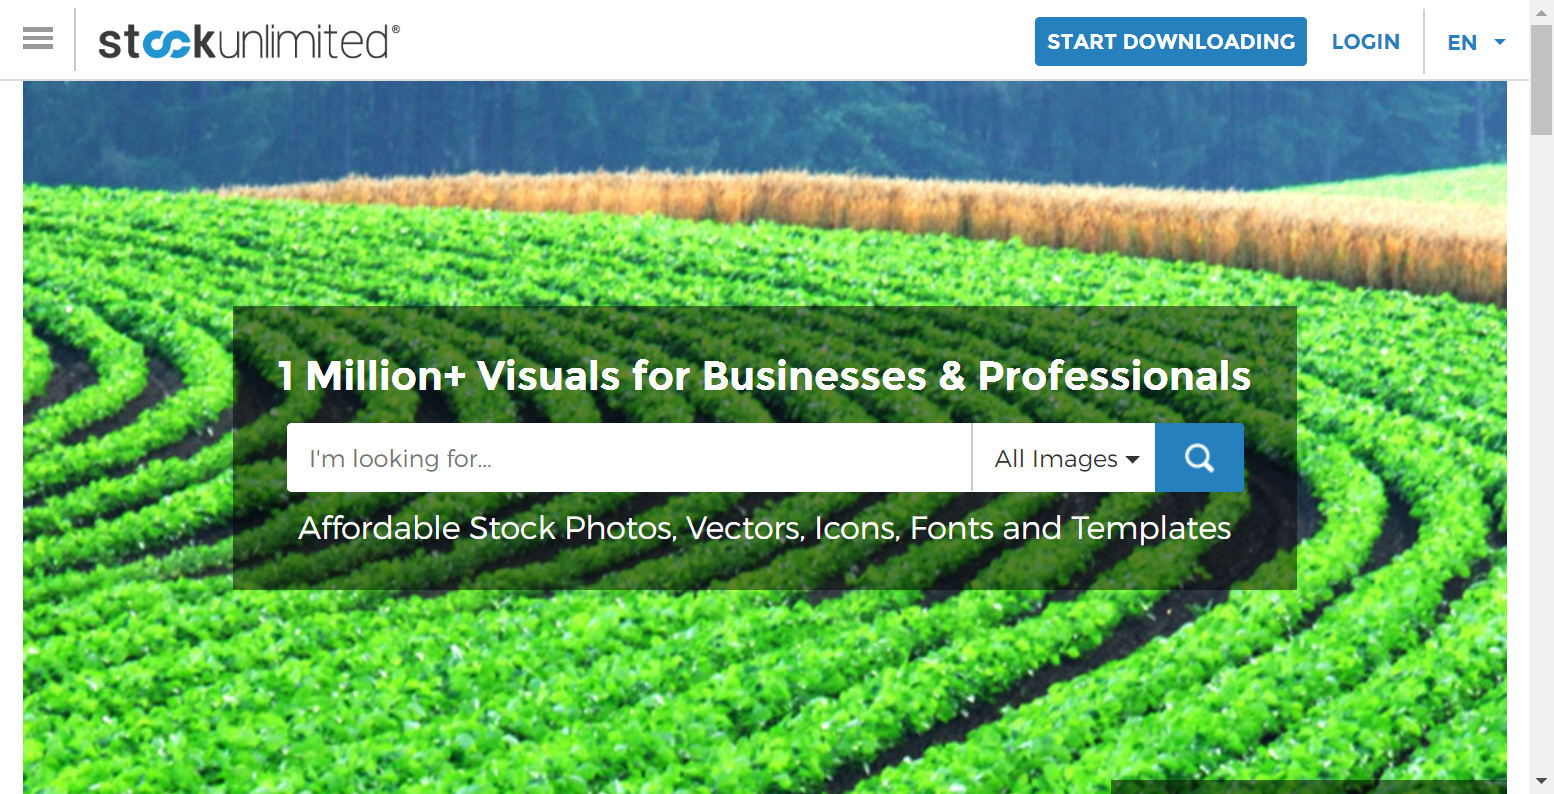 stockunlimited®
START DOWNLOADING
LOGIN
EN
1 Million+ Visuals for Businesses & Professionals
I'm looking for...
All Images
Affordable Stock Photos, Vectors, Icons, Fonts and Templates